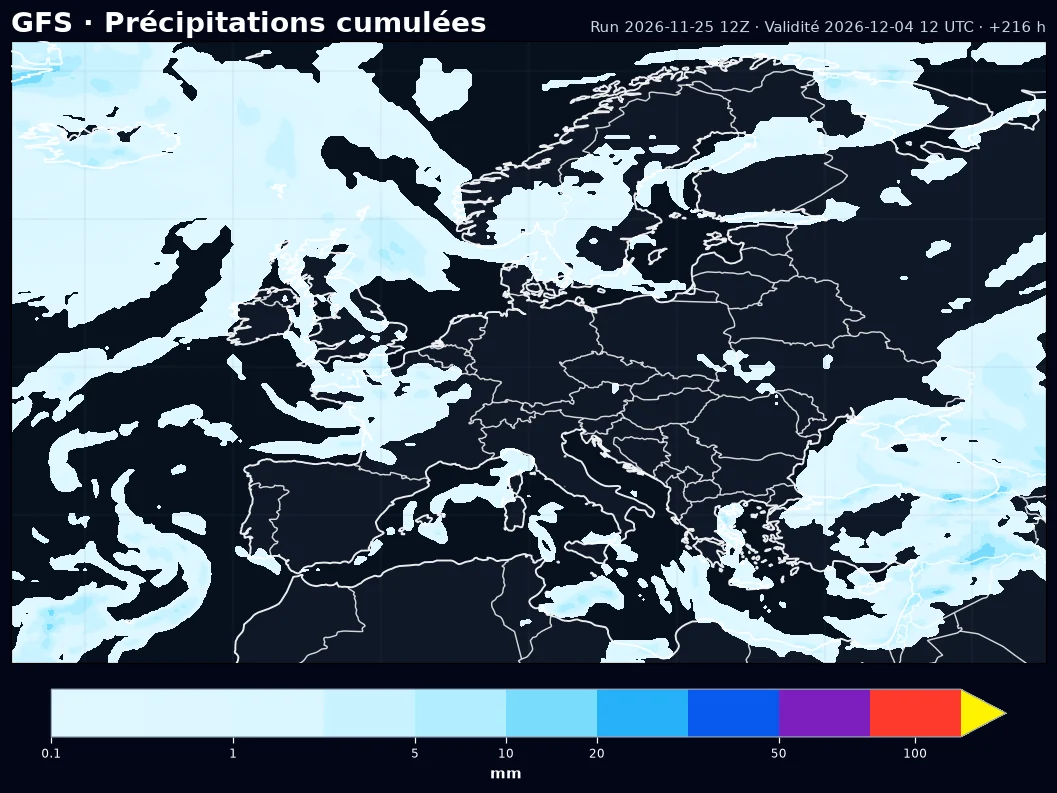 GFS · Précipitations cumulées
Run 2026-11-25 12Z · Validité 2026-12-04 12 UTC · +216 h
0.1 1 5 10 20 50 100
mm